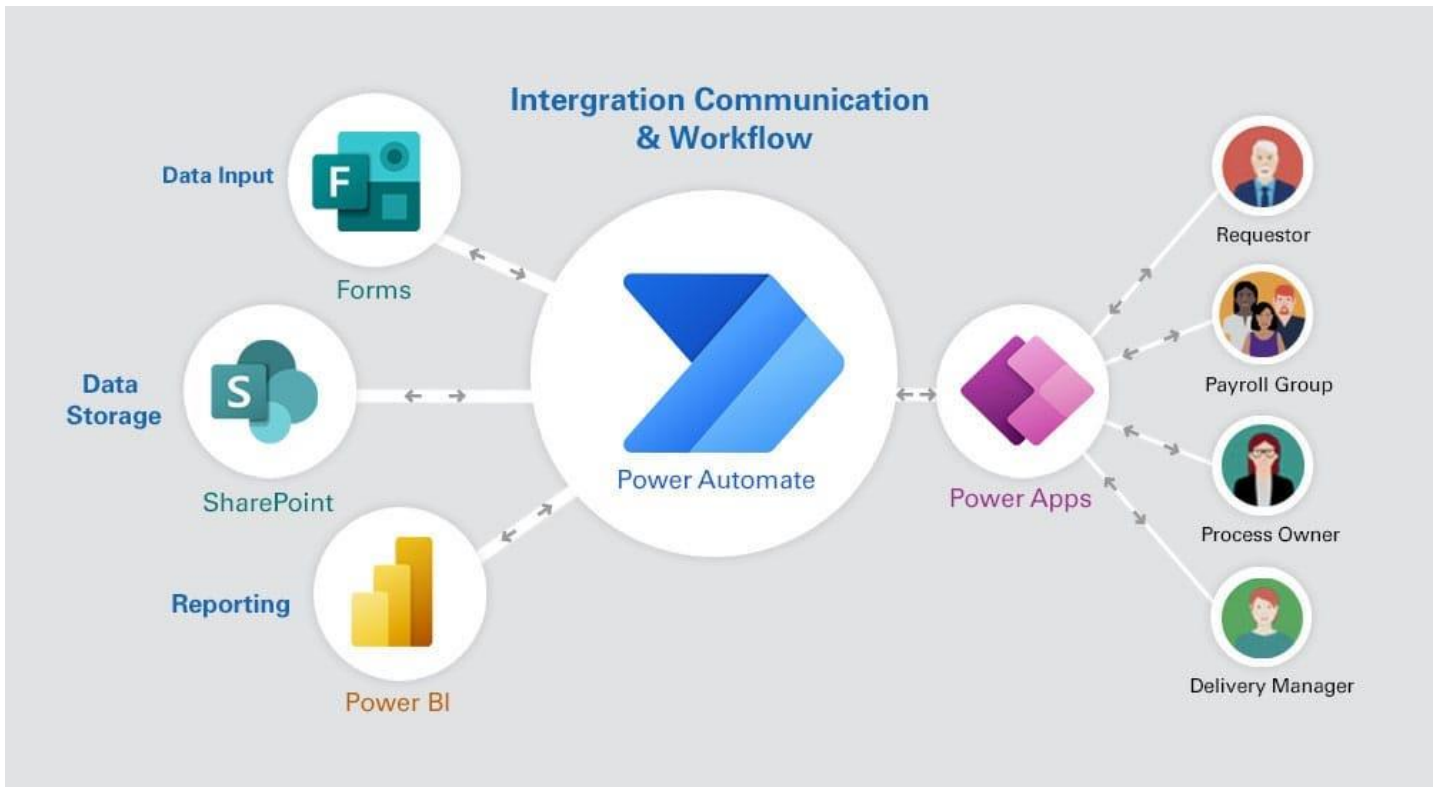 Intergration Communication
& Workflow
Data Input
F
Forms
Data
Storage
S
SharePoint
Reporting
Power BI
Power Automate
Power Apps
Requestor
Payroll Group
Process Owner
Delivery Manager